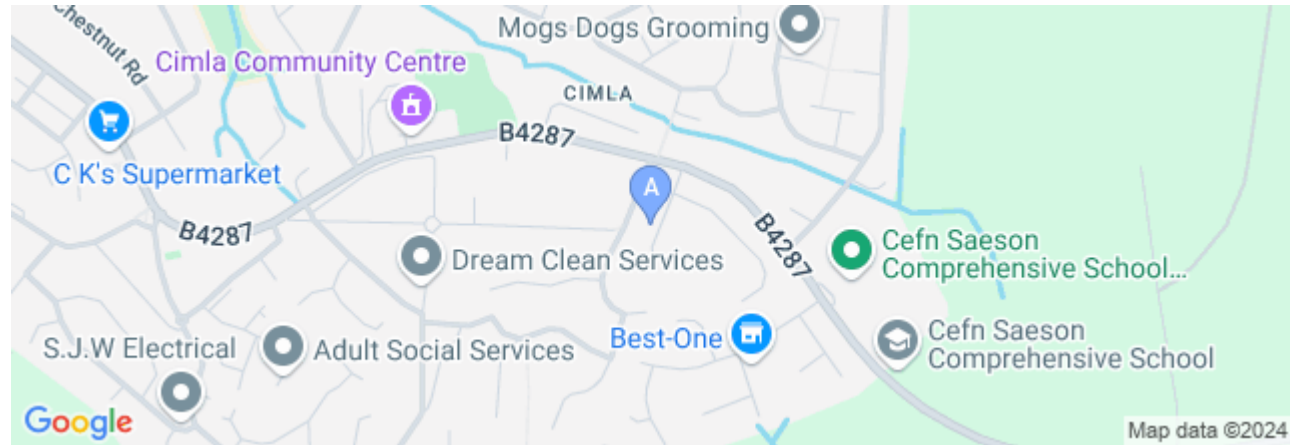 Chestnut Rd
Mogs Dogs Grooming
Cimla Community Centre
CIMLA
B4287
C K's Supermarket
A
B4287
B4287
Cefn Saeson
Comprehensive School...
Dream Clean Services
Best-One
Cefn Saeson
Comprehensive School
S.J.W Electrical
Adult Social Services
Google
Map data ©2024